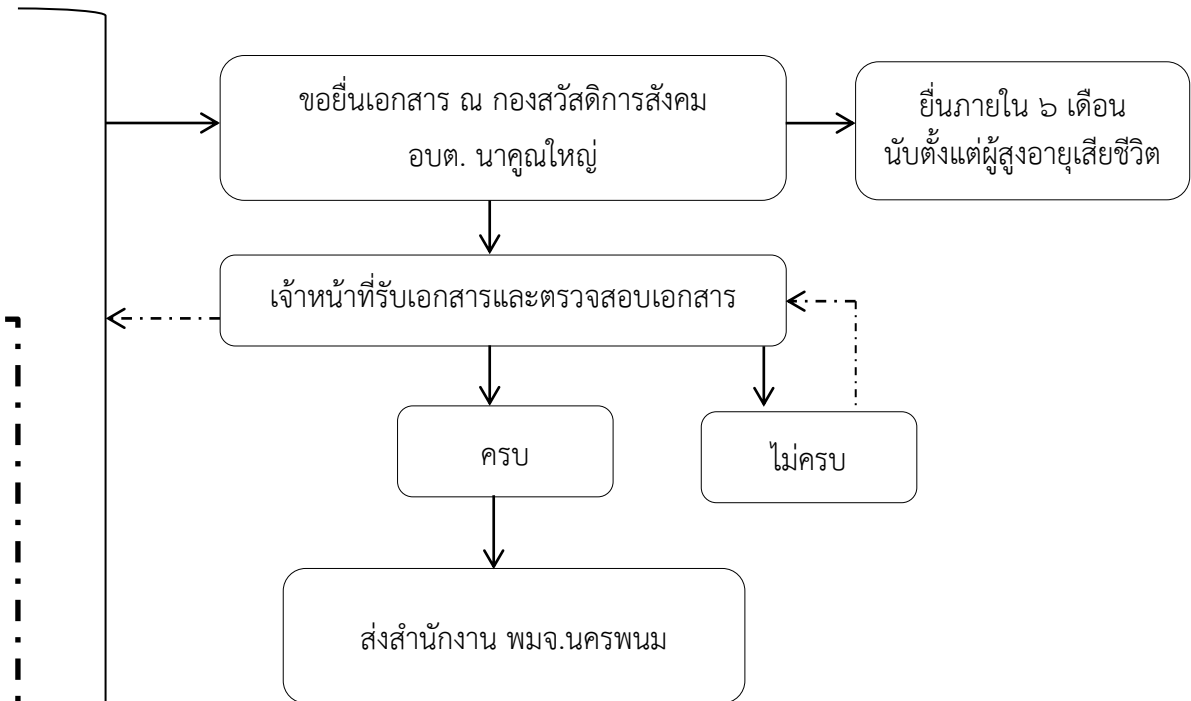 ขอยื่นเอกสาร ณ กองสวัสดิการสังคม
อบต. นาคูณใหญ่
ยื่นภายใน ๖ เดือน
นับตั้งแต่ผู้สูงอายุเสียชีวิต
เจ้าหน้าที่รับเอกสารและตรวจสอบเอกสาร
ครบ
ไม่ครบ
ส่งสำนักงาน พมจ.นครพนม